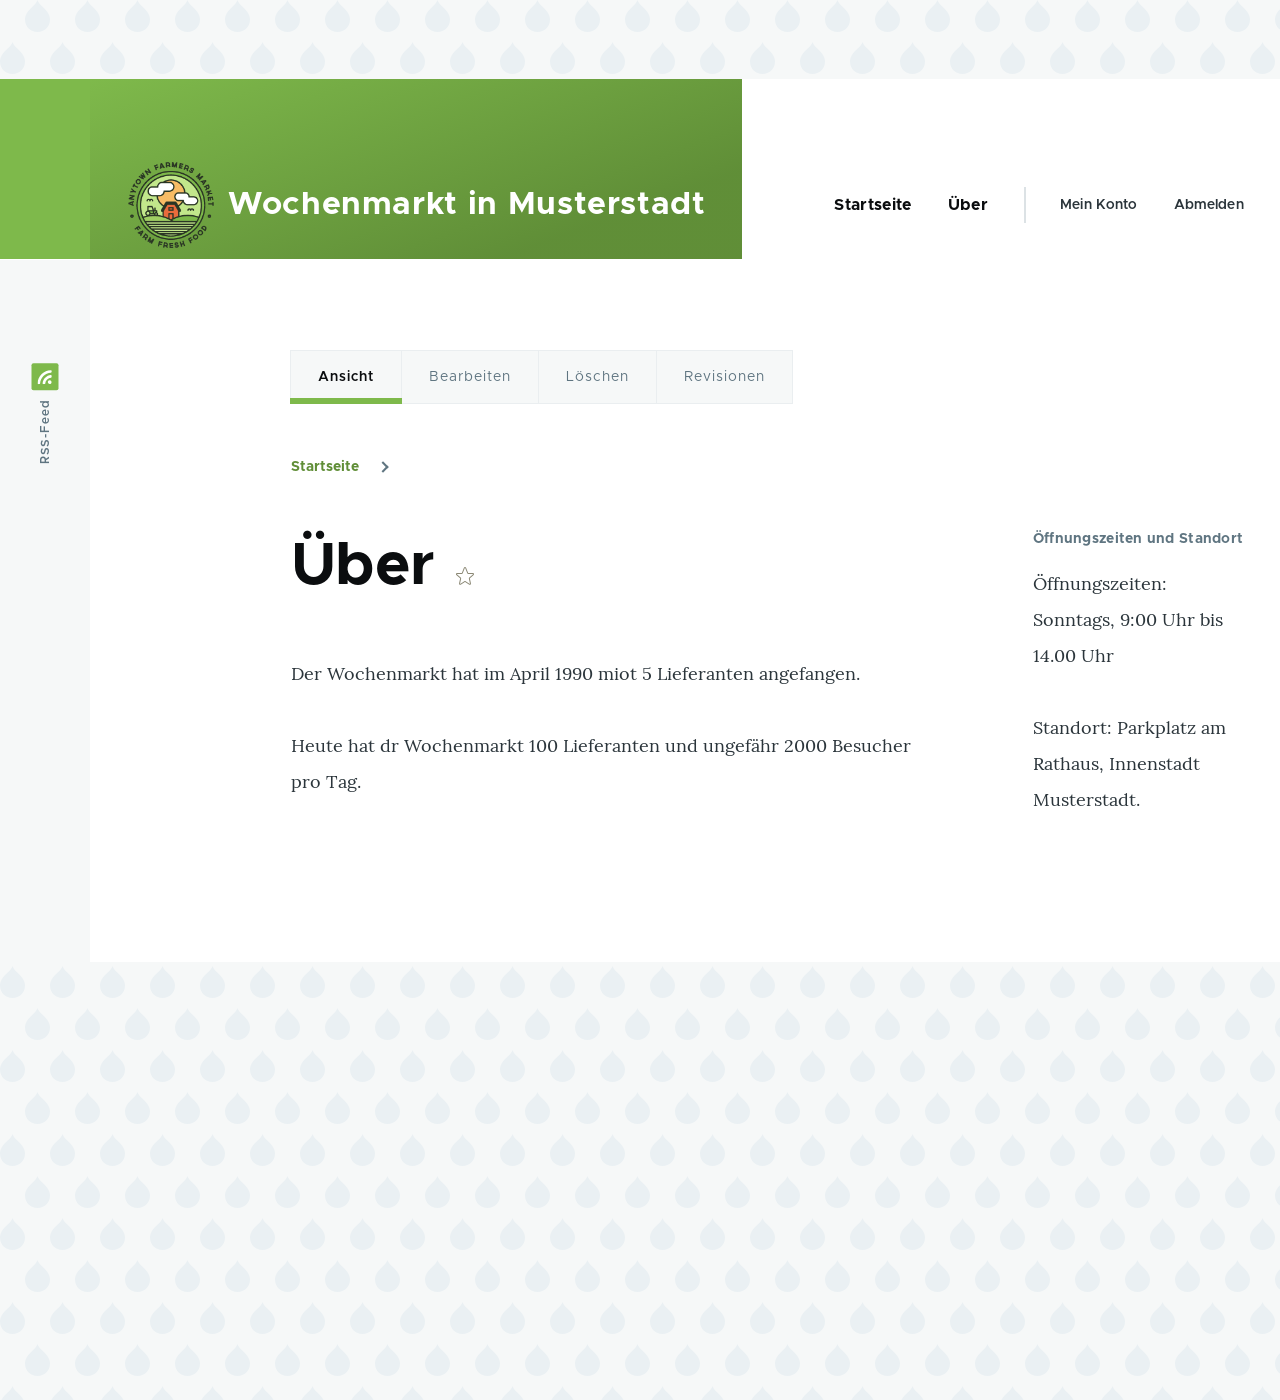 ANYTOWN FARMERS MARKET
FARM FRESH FOOD
Wochenmarkt in Musterstadt
Startseite
Über
Mein Konto
Abmelden
Ansicht
Bearbeiten
Löschen
Revisionen
RSS-Feed
Startseite
Über
Der Wochenmarkt hat im April 1990 miot 5 Lieferanten angefangen.
Heute hat dr Wochenmarkt 100 Lieferanten und ungefähr 2000 Besucher
pro Tag.
Öffnungszeiten und Standort
Öffnungszeiten:
Sonntags, 9:00 Uhr bis
14.00 Uhr
Standort: Parkplatz am
Rathaus, Innenstadt
Musterstadt.